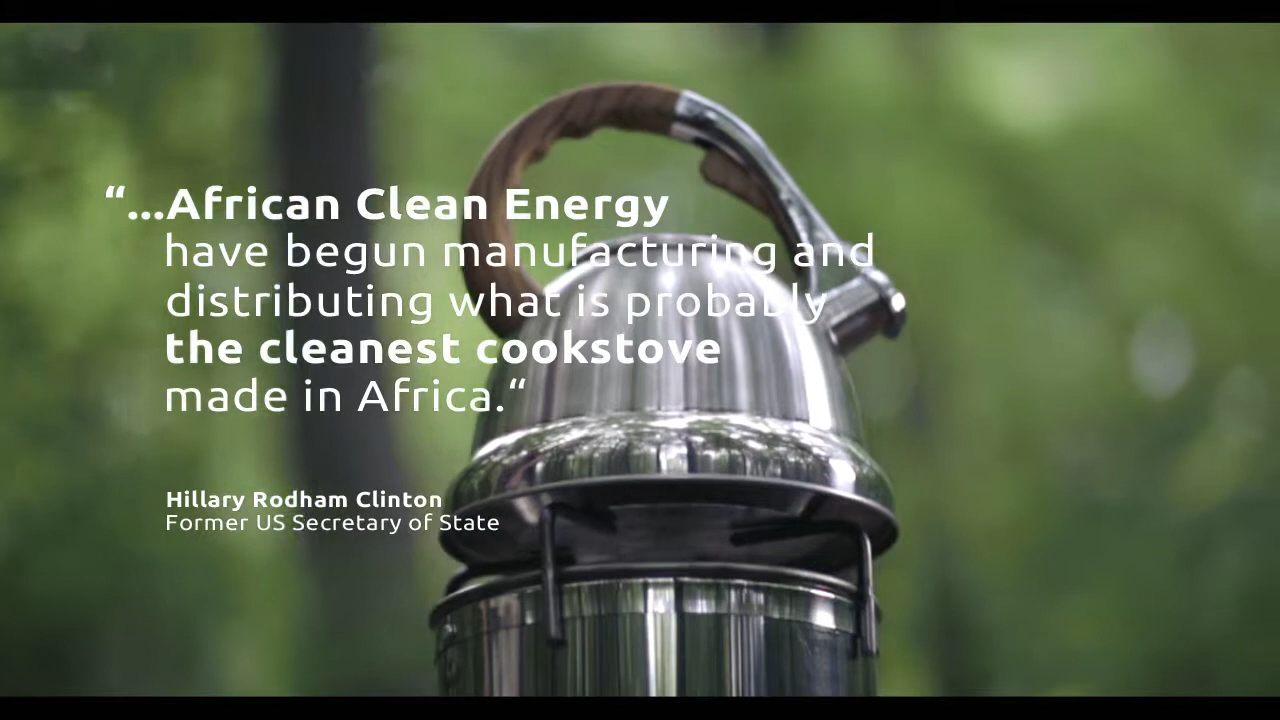 “...African Clean Energy
have begun manufacturing and
distributing what is probably
the cleanest cookstove
made in Africa.“
Hillary Rodham Clinton
Former US Secretary of State